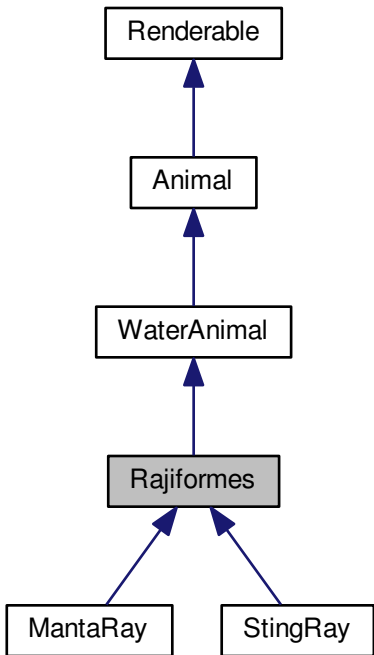 Renderable
Animal
WaterAnimal
Rajiformes
MantaRay
StingRay